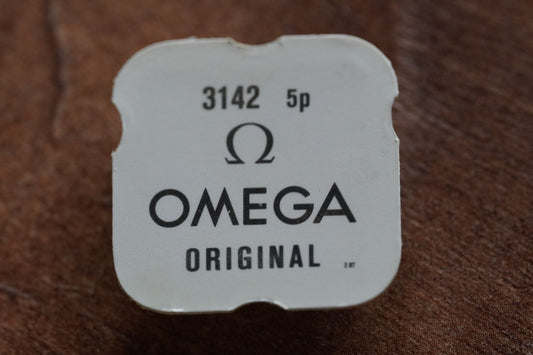 3142 5p
Ω
OMEGA
ORIGINAL